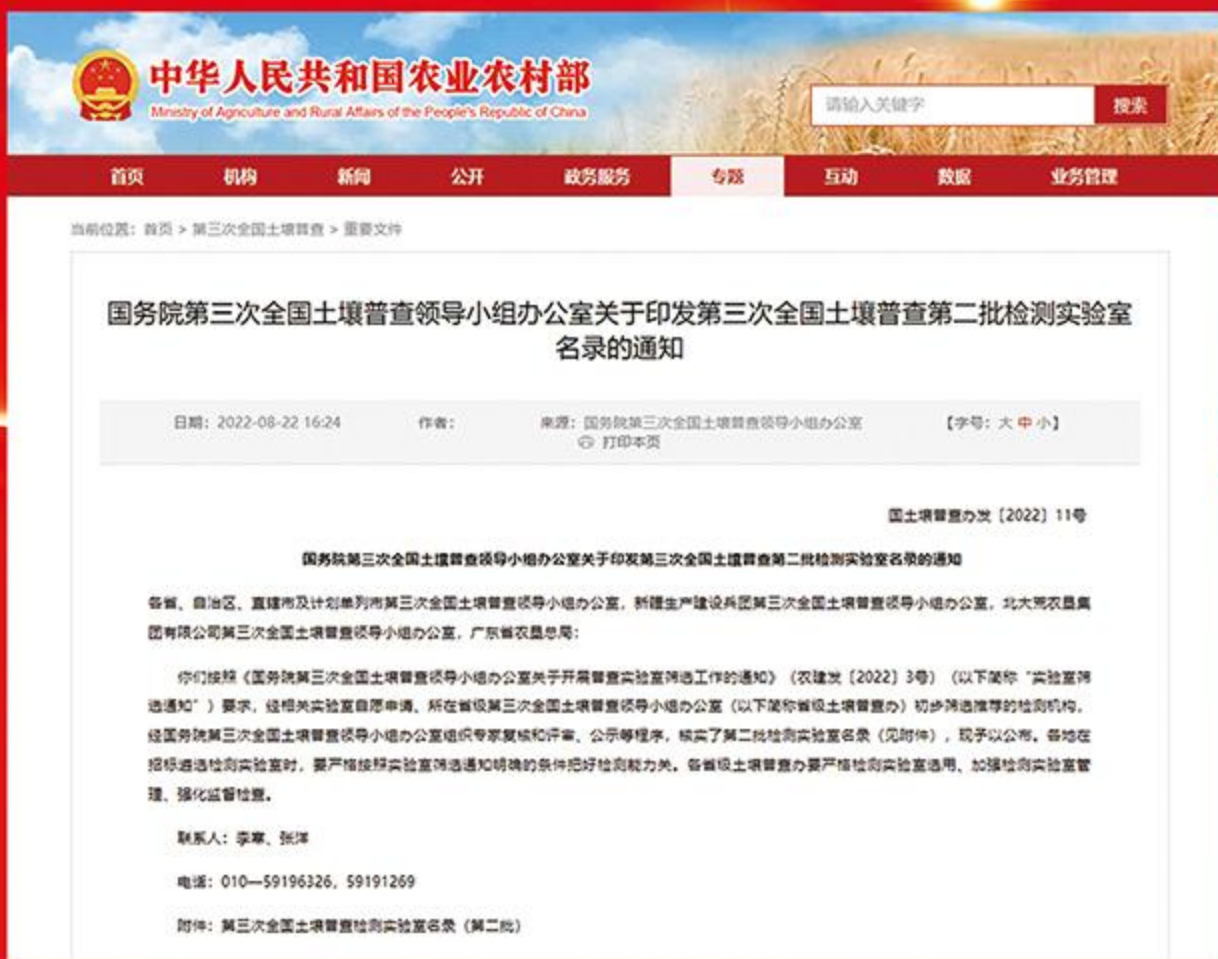 中华人民共和国农业农村部
Ministry of Agriculture and Rural Affairs of the People's Republic of China
请输入关键字 搜索
首页 机构 新闻 公开 政务服务 专题 互动 数据 业务管理
当前位置：首页 > 第三次全国土壤普查 > 重要文件
国务院第三次全国土壤普查领导小组办公室关于印发第三次全国土壤普查第二批检测实验室
名录的通知
日期：2022-08-22 16:24 作者： 来源：国务院第三次全国土壤普查领导小组办公室 【字号：大 中 小】
打印本页
国土壤普查办发〔2022〕11号
国务院第三次全国土壤普查领导小组办公室关于印发第三次全国土壤普查第二批检测实验室名录的通知
各省、自治区、直辖市及计划单列市第三次全国土壤普查领导小组办公室，新疆生产建设兵团第三次全国土壤普查领导小组办公室，北大荒农垦集
团有限公司第三次全国土壤普查领导小组办公室，广东省农垦总局：
你们按照《国务院第三次全国土壤普查领导小组办公室关于开展普查实验室筛选工作的通知》（农建发〔2022〕3号）（以下简称“实验室筛
选通知”）要求，经相关实验室自愿申请、所在省级第三次全国土壤普查领导小组办公室（以下简称省级土壤普查办）初步筛选推荐的检测机构，
经国务院第三次全国土壤普查领导小组办公室组织专家复核和评审、公示等程序，核实了第二批检测实验室名录（见附件），现予以公布。各地在
招标遴选检测实验室时，要严格按照实验室筛选通知明确的条件把好检测能力关。各省级土壤普查办要严格检测实验室选用、加强检测实验室管
理、强化监督检查。
联系人：李寒、张洋
电话：010—59196326，59191269
附件：第三次全国土壤普查检测实验室名录（第二批）